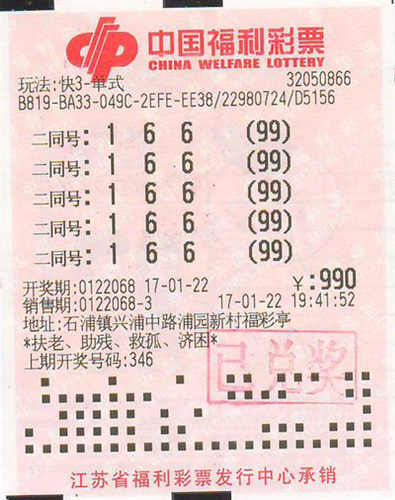 中国福利彩票
CHINA WELFARE LOTTERY
玩法:快3-单式 32050866
B819-BA33-049C-2EFE-EE38/22980724/D5156
二同号: 1 6 6 (99)
二同号: 1 6 6 (99)
二同号: 1 6 6 (99)
二同号: 1 6 6 (99)
二同号: 1 6 6 (99)
开奖期:0122068 17-01-22 ¥:990
销售期:0122068-3 17-01-22 19:41:52
地址:石浦镇兴浦中路浦园新村福彩亭
*扶老、助残、救孤、济困*
上期开奖号码:346
已兑奖
江苏省福利彩票发行中心承销